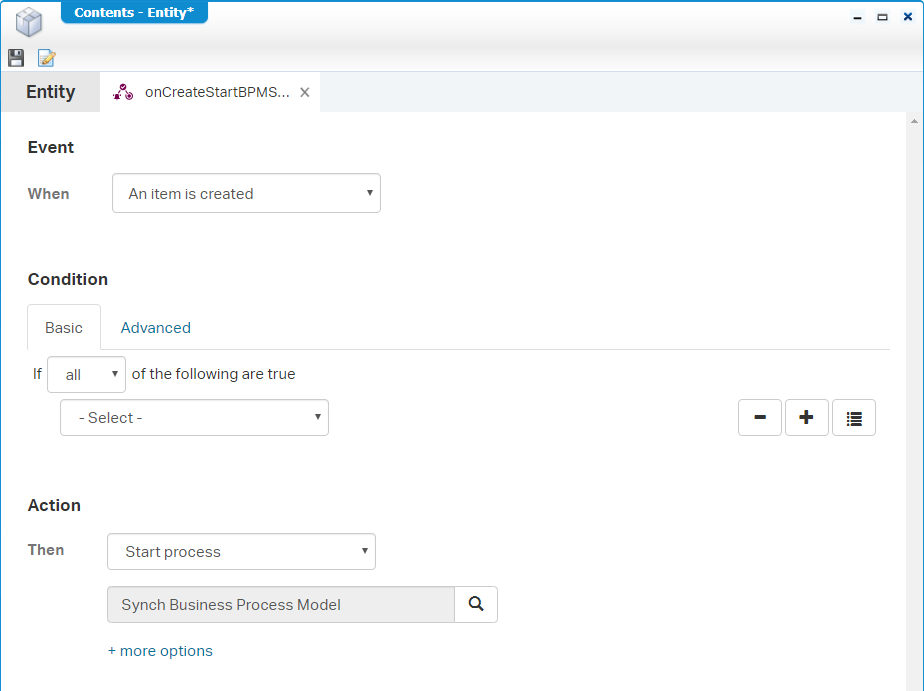 Contents - Entity*
Entity
onCreateStartBPMS...
Event
When
An item is created
Condition
Basic
Advanced
If all of the following are true
- Select -
Action
Then
Start process
Synch Business Process Model
+ more options